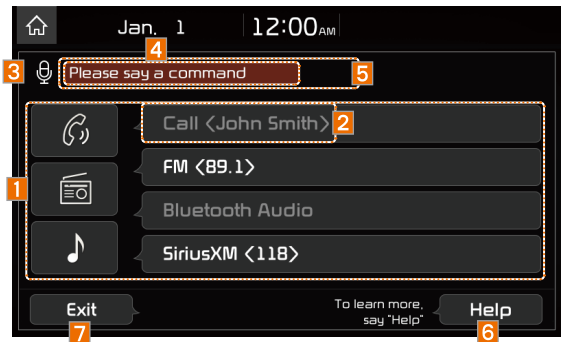 Jan. 1 12:00AM
4
3 Please say a command 5
Call <John Smith> 2
FM <89.1>
1
Bluetooth Audio
SiriusXM <118>
Exit To learn more, say "Help" Help
7 6